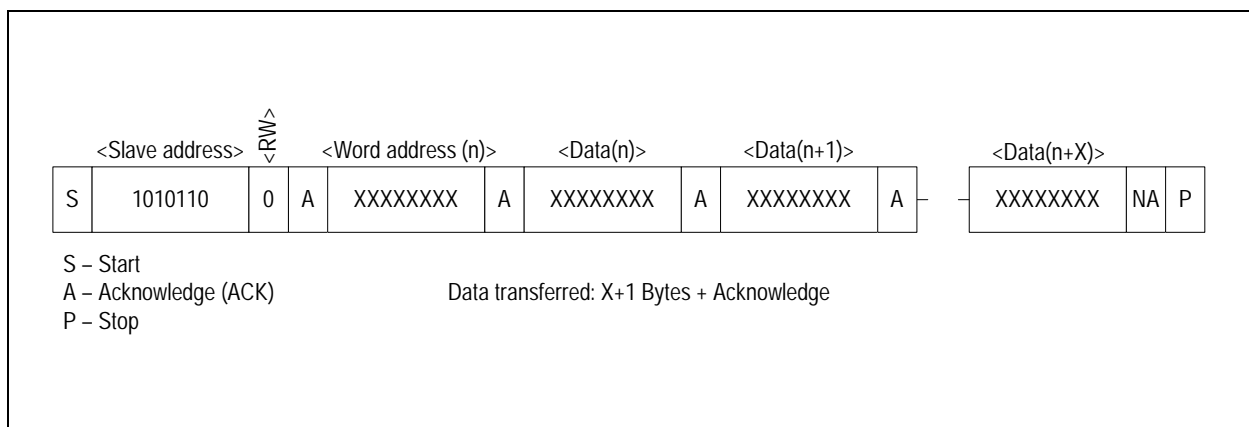 <Slave address> <RW> <Word address (n)> <Data(n)> <Data(n+1)> <Data(n+X)>
S 1010110 0 A XXXXXXXX A XXXXXXXX A XXXXXXXX A XXXXXXXX NA P
S – Start
A – Acknowledge (ACK) Data transferred: X+1 Bytes + Acknowledge
P – Stop